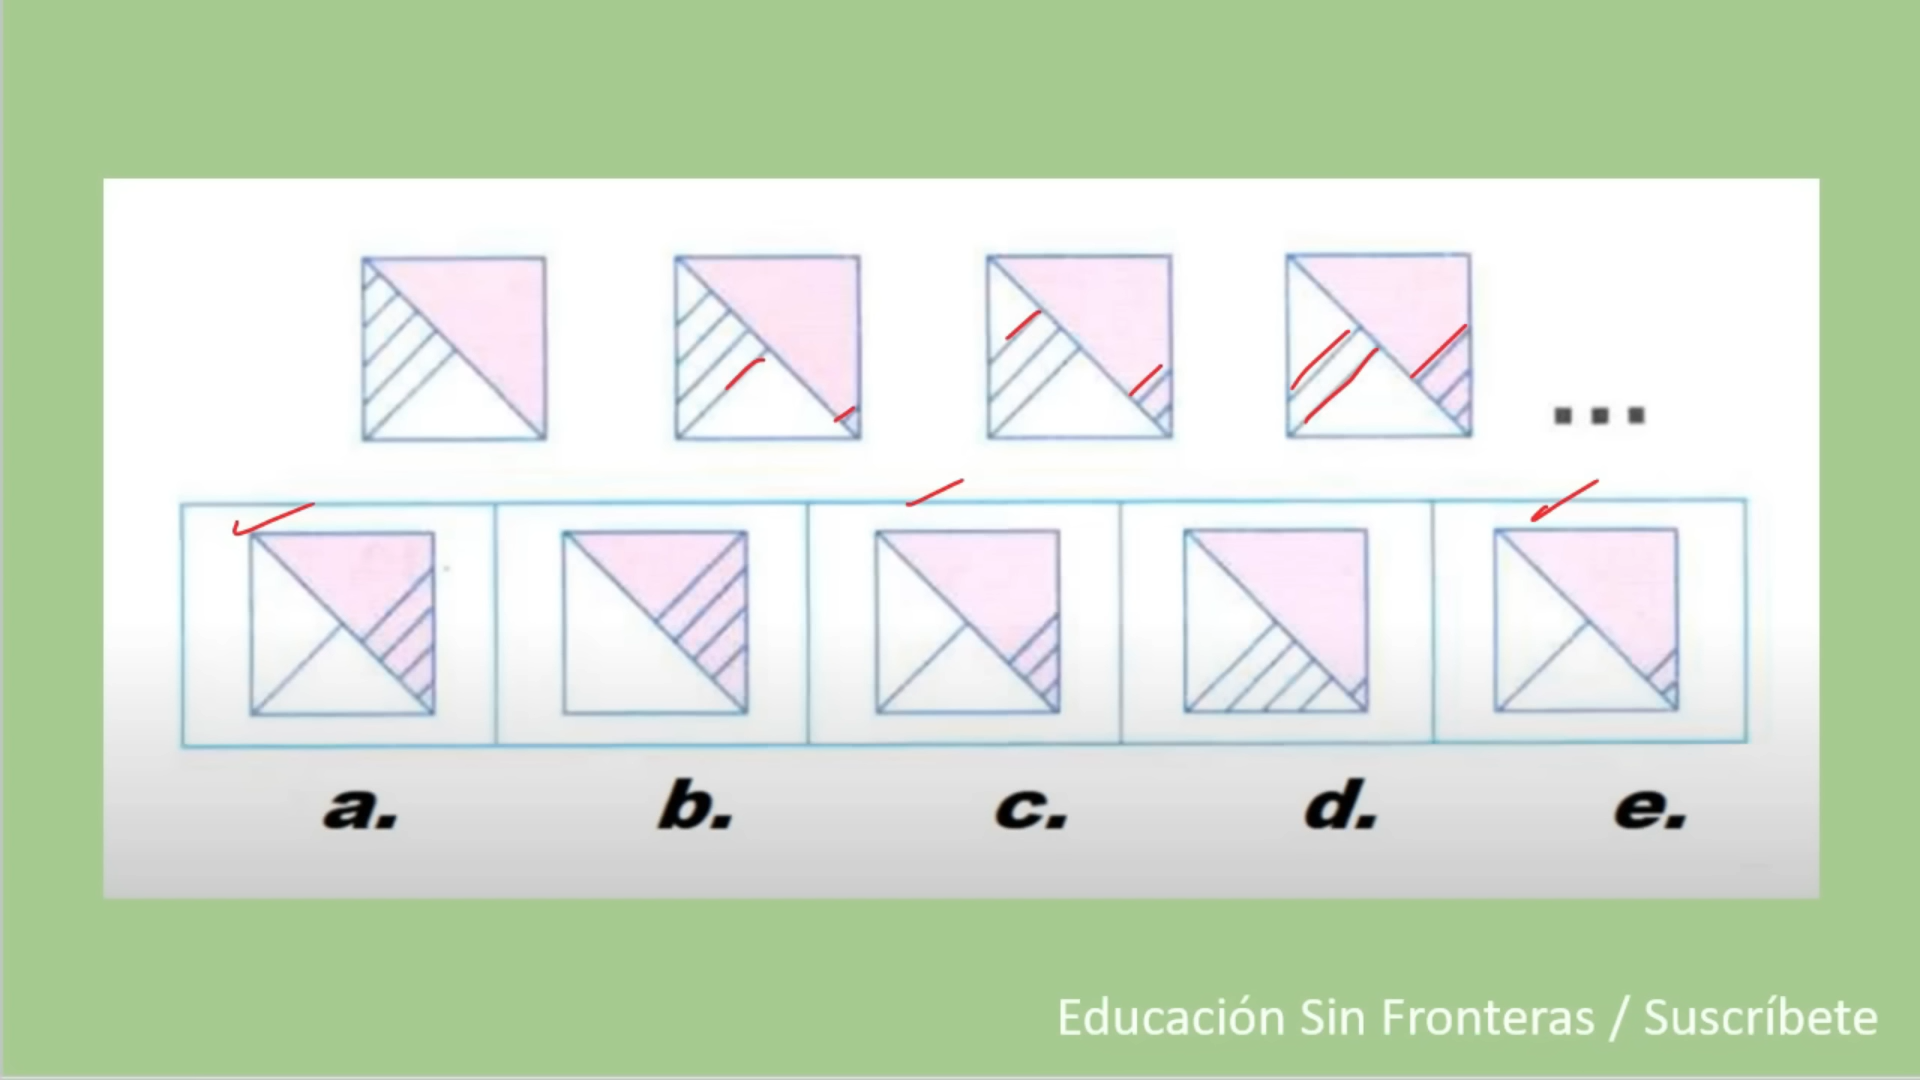 ...
a. b. c. d. e.
Educación Sin Fronteras / Suscríbete